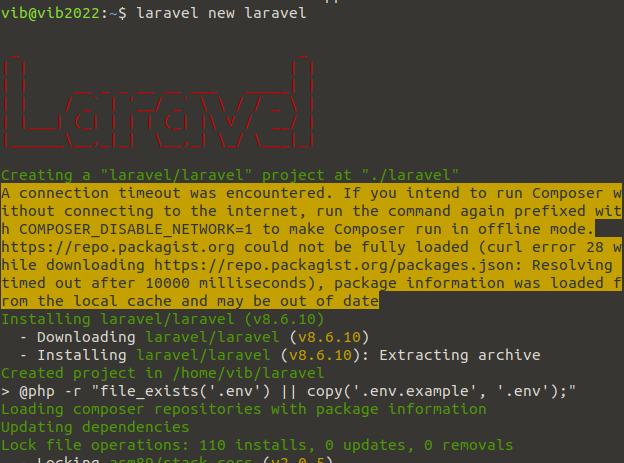 vib@vib2022:~$ laravel new laravel
Laravel
Creating a "laravel/laravel" project at "./laravel"
A connection timeout was encountered. If you intend to run Composer w
ithout connecting to the internet, run the command again prefixed wit
h COMPOSER_DISABLE_NETWORK=1 to make Composer run in offline mode.
https://repo.packagist.org could not be fully loaded (curl error 28 w
hile downloading https://repo.packagist.org/packages.json: Resolving
timed out after 10000 milliseconds), package information was loaded f
rom the local cache and may be out of date
Installing laravel/laravel (v8.6.10)
- Downloading laravel/laravel (v8.6.10)
- Installing laravel/laravel (v8.6.10): Extracting archive
Created project in /home/vib/laravel
> @php -r "file_exists('.env') || copy('.env.example', '.env');"
Loading composer repositories with package information
Updating dependencies
Lock file operations: 110 installs, 0 updates, 0 removals
- Locking asm89/stack-cors (v2.0.5)